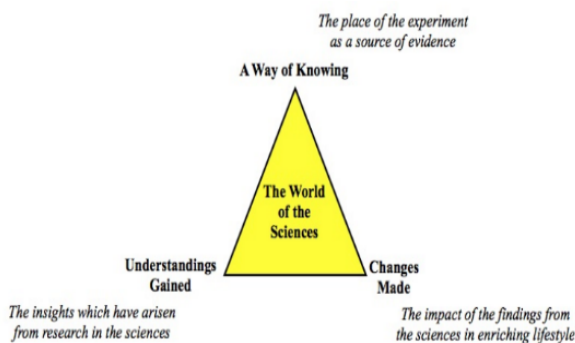 The place of the experiment
as a source of evidence
A Way of Knowing
The World
of the
Sciences
Understandings
Gained
Changes
Made
The insights which have arisen
from research in the sciences
The impact of the findings from
the sciences in enriching lifestyle